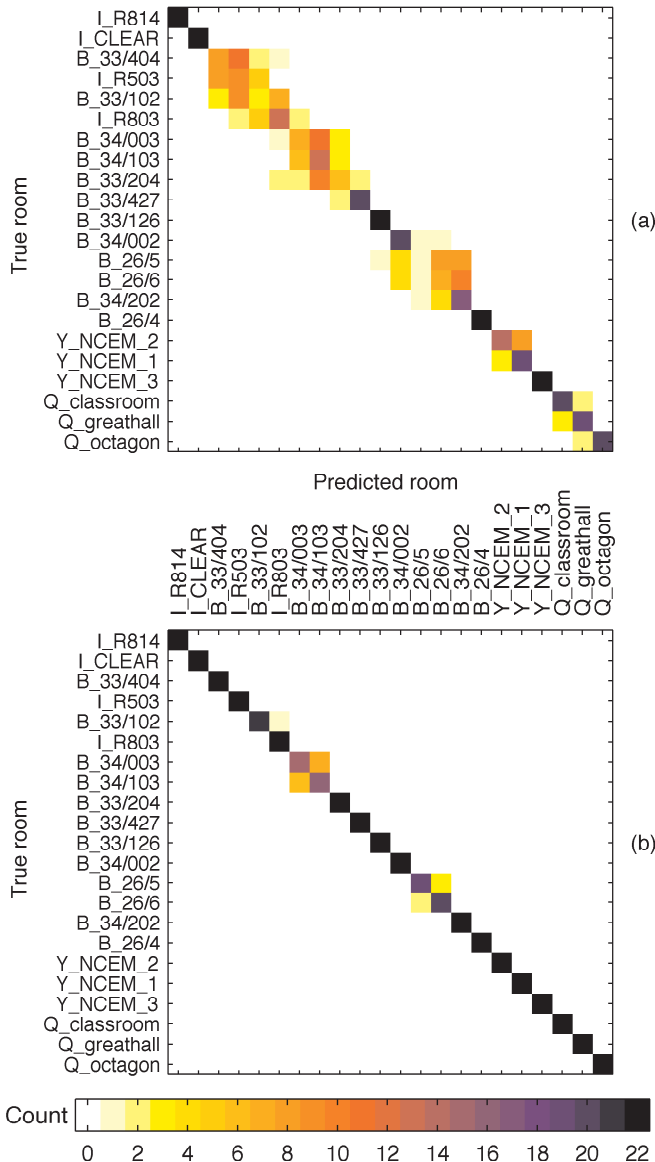 I_R814
I_CLEAR
B_33/404
I_R503
B_33/102
I_R803
B_34/003
B_34/103
B_33/204
B_33/427
B_33/126
B_34/002
B_26/5
B_26/6
B_34/202
B_26/4
Y_NCEM_2
Y_NCEM_1
Y_NCEM_3
Q_classroom
Q_greathall
Q_octagon
True room
(a)
Predicted room
I_R814
I_CLEAR
B_33/404
I_R503
B_33/102
I_R803
B_34/003
B_34/103
B_33/204
B_33/427
B_33/126
B_34/002
B_26/5
B_26/6
B_34/202
B_26/4
Y_NCEM_2
Y_NCEM_1
Y_NCEM_3
Q_classroom
Q_greathall
Q_octagon
I_R814
I_CLEAR
B_33/404
I_R503
B_33/102
I_R803
B_34/003
B_34/103
B_33/204
B_33/427
B_33/126
B_34/002
B_26/5
B_26/6
B_34/202
B_26/4
Y_NCEM_2
Y_NCEM_1
Y_NCEM_3
Q_classroom
Q_greathall
Q_octagon
True room
(b)
Count
0 2 4 6 8 10 12 14 16 18 20 22